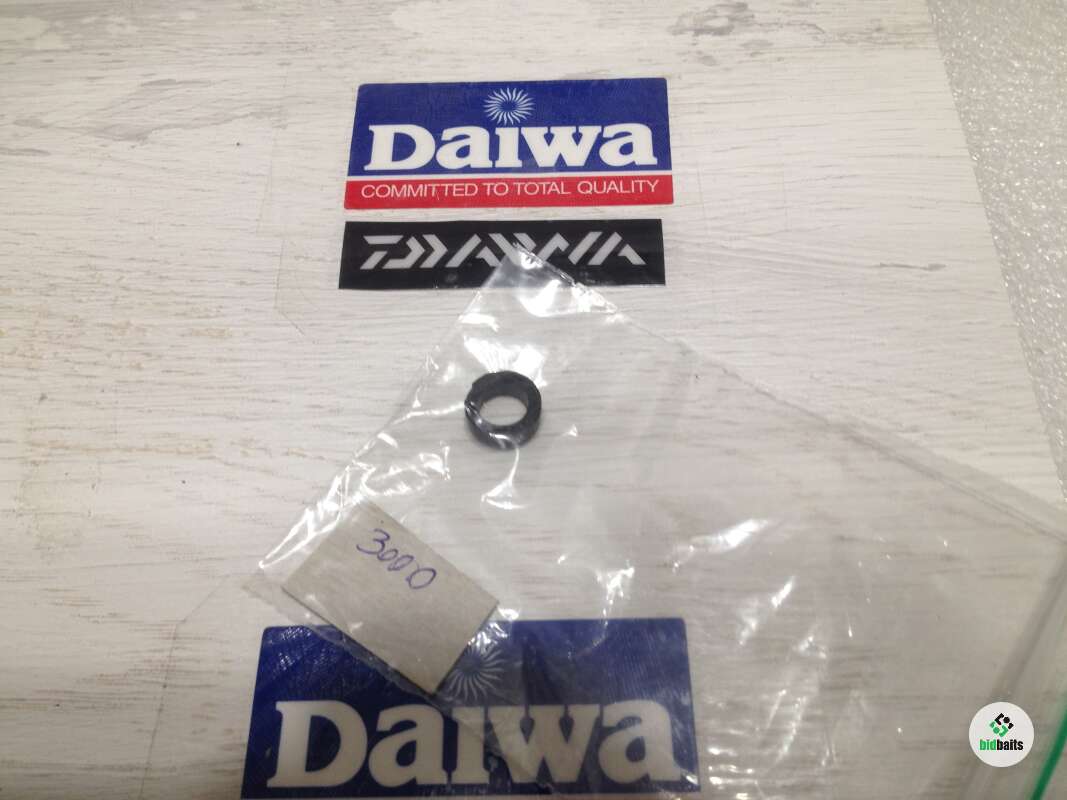 Daiwa
COMMITTED TO TOTAL QUALITY
DAIWA
3000
Daiwa
bidbaits